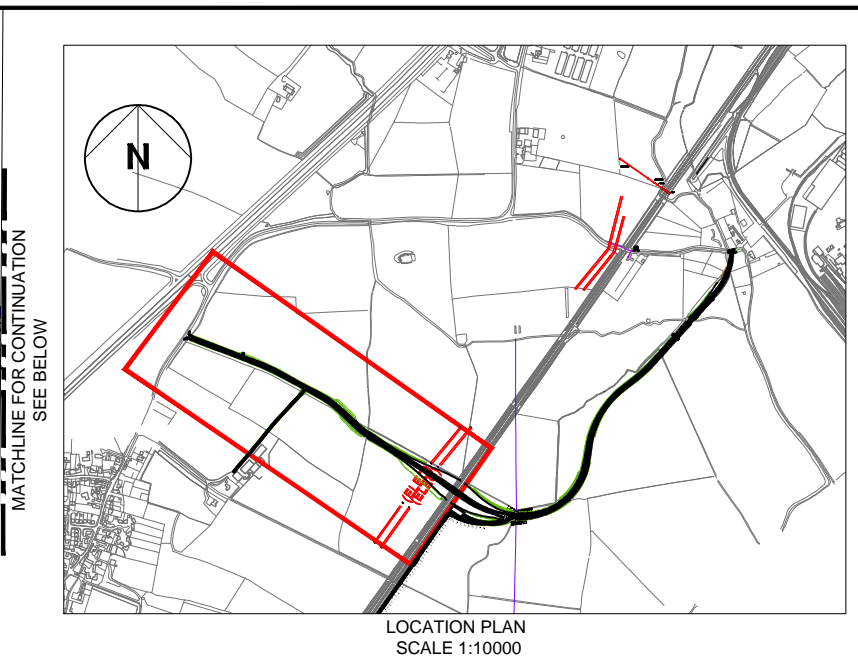 MATCHLINE FOR CONTINUATION
SEE BELOW
N
LOCATION PLAN
SCALE 1:10000